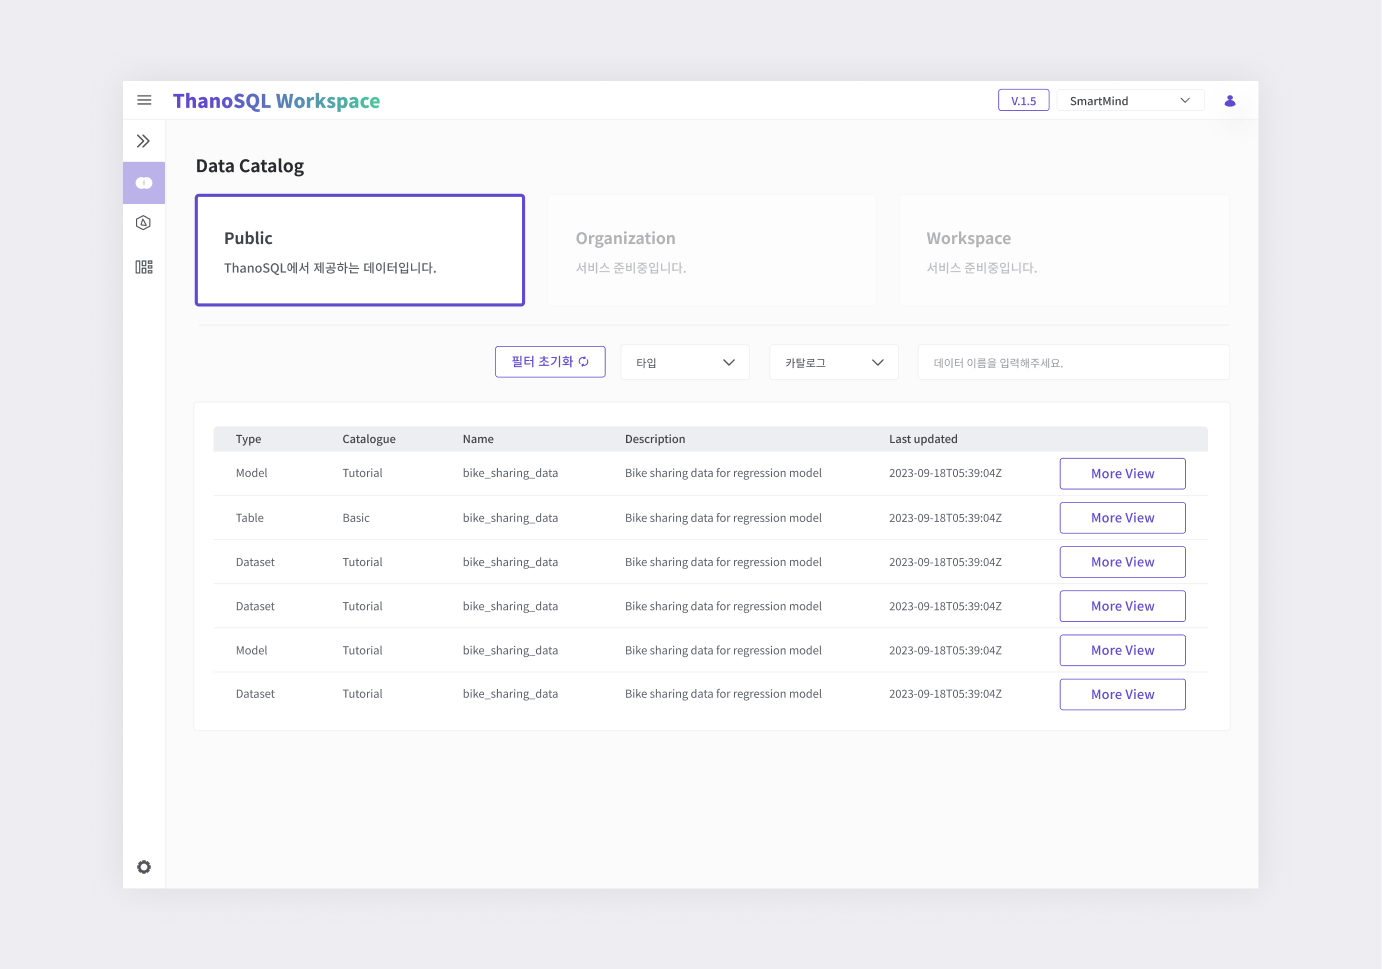 ThanoSQL Workspace
V.1.5
SmartMind
Data Catalog
Public
ThanoSQL에서 제공하는 데이터입니다.
Organization
서비스 준비중입니다.
Workspace
서비스 준비중입니다.
필터 초기화
타입
카탈로그
데이터 이름을 입력해주세요.
Type Catalogue Name Description Last updated
Model Tutorial bike_sharing_data Bike sharing data for regression model 2023-09-18T05:39:04Z More View
Table Basic bike_sharing_data Bike sharing data for regression model 2023-09-18T05:39:04Z More View
Dataset Tutorial bike_sharing_data Bike sharing data for regression model 2023-09-18T05:39:04Z More View
Dataset Tutorial bike_sharing_data Bike sharing data for regression model 2023-09-18T05:39:04Z More View
Model Tutorial bike_sharing_data Bike sharing data for regression model 2023-09-18T05:39:04Z More View
Dataset Tutorial bike_sharing_data Bike sharing data for regression model 2023-09-18T05:39:04Z More View